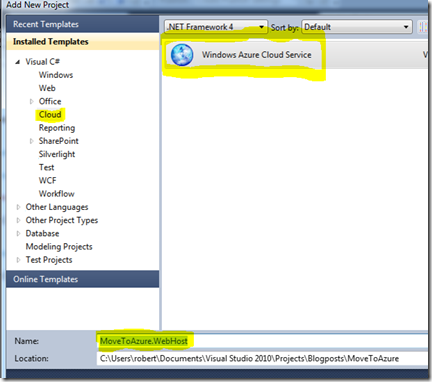 Add New Project
Recent Templates
.NET Framework 4
Sort by:
Default
Installed Templates
Windows Azure Cloud Service
V
Visual C#
Windows
Web
Office
Cloud
Reporting
SharePoint
Silverlight
Test
WCF
Workflow
Other Languages
Other Project Types
Database
Modeling Projects
Test Projects
Online Templates
Name:
MoveToAzure.WebHost
Location:
C:\Users\robert\Documents\Visual Studio 2010\Projects\Blogposts\MoveToAzure